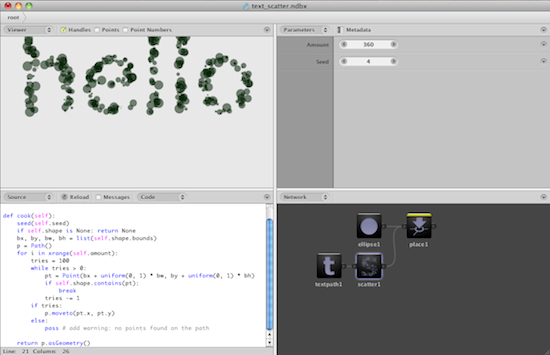 text_scatter.ndbx
root
Viewer Handles Points Point Numbers
Parameters Metadata
hello
Amount 360
Seed 4
Source Reload Messages Code
Network
def cook(self):
seed(self.seed)
if self.shape is None: return None
bx, by, bw, bh = list(self.shape.bounds)
p = Path()
for i in xrange(self.amount):
tries = 100
while tries > 0:
pt = Point(bx + uniform(0, 1) * bw, by + uniform(0, 1) * bh)
if self.shape.contains(pt):
break
tries -= 1
if tries:
p.moveto(pt.x, pt.y)
else:
pass # add warning: no points found on the path
return p.asGeometry()
ellipse1 place1
textpath1 scatter1
Line: 21 Column: 26